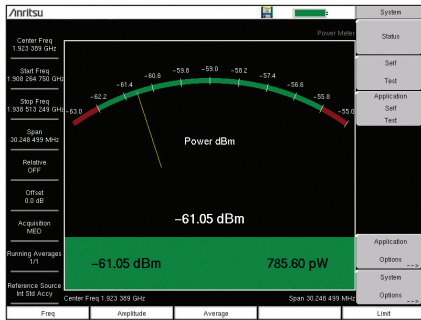 Anritsu
System
Power Meter
Center Freq
1.923 389 GHz
Start Freq
1.908 264 750 GHz
Stop Freq
1.938 513 249 GHz
Span
30.248 499 MHz
Relative
OFF
Offset
0.0 dB
Acquisition
MED
Running Averages
1/1
Reference Source
Int Std Accy
-63.0
-62.2
-61.4
-60.6
-59.8
-59.0
-58.2
-57.4
-56.6
-55.8
-55.0
Power dBm
-61.05 dBm
-61.05 dBm
785.60 pW
Center Freq 1.923 389 GHz
Span 30.248 499 MHz
Status
Self
Test
Application
Self
Test
Application
Options
-->
System
Options
-->
Freq
Amplitude
Average
Limit